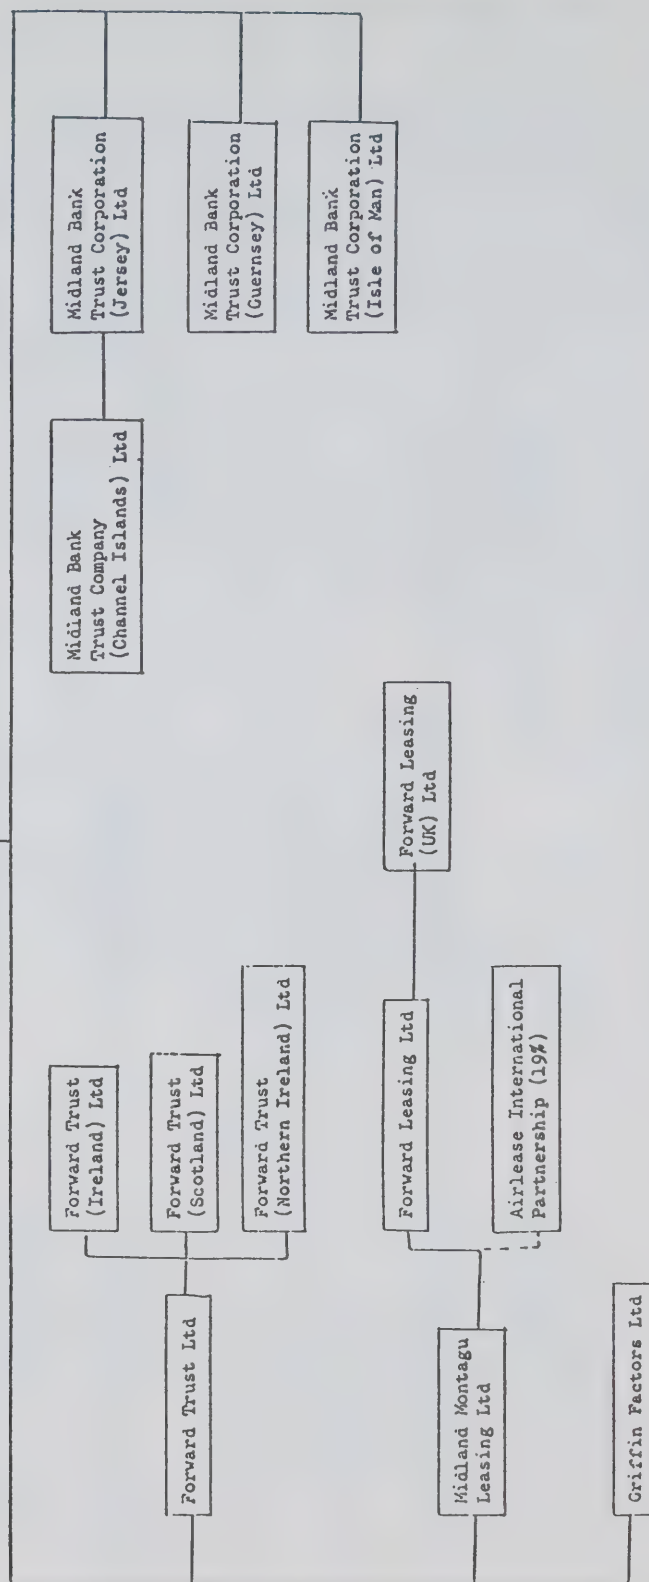 Forward Trust Ltd
Forward Trust
(Ireland) Ltd
Forward Trust
(Scotland) Ltd
Forward Trust
(Northern Ireland) Ltd
Midland Montagu
Leasing Ltd
Forward Leasing Ltd
Forward Leasing
(UK) Ltd
Airlease International
Partnership (19%)
Griffin Factors Ltd
Midland Bank
Trust Company
(Channel Islands) Ltd
Midland Bank
Trust Corporation
(Jersey) Ltd
Midland Bank
Trust Corporation
(Guernsey) Ltd
Midland Bank
Trust Corporation
(Isle of Man) Ltd